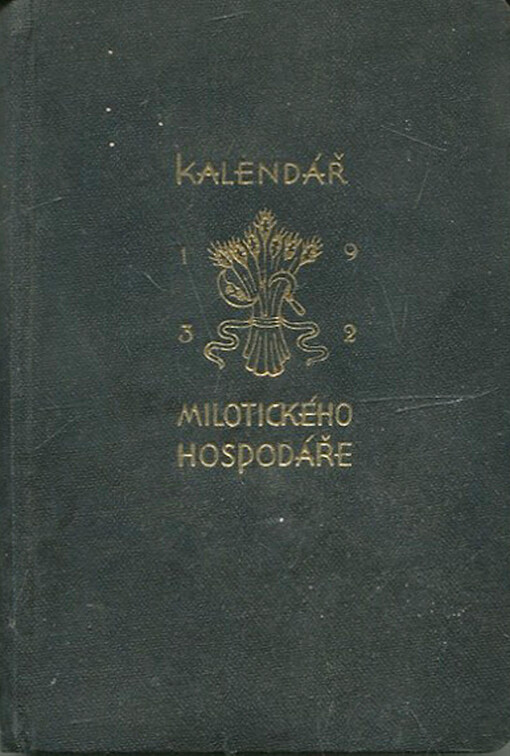 KALENDÁŘ
1 9
3 2
MILOTICKÉHO
HOSPODÁŘE